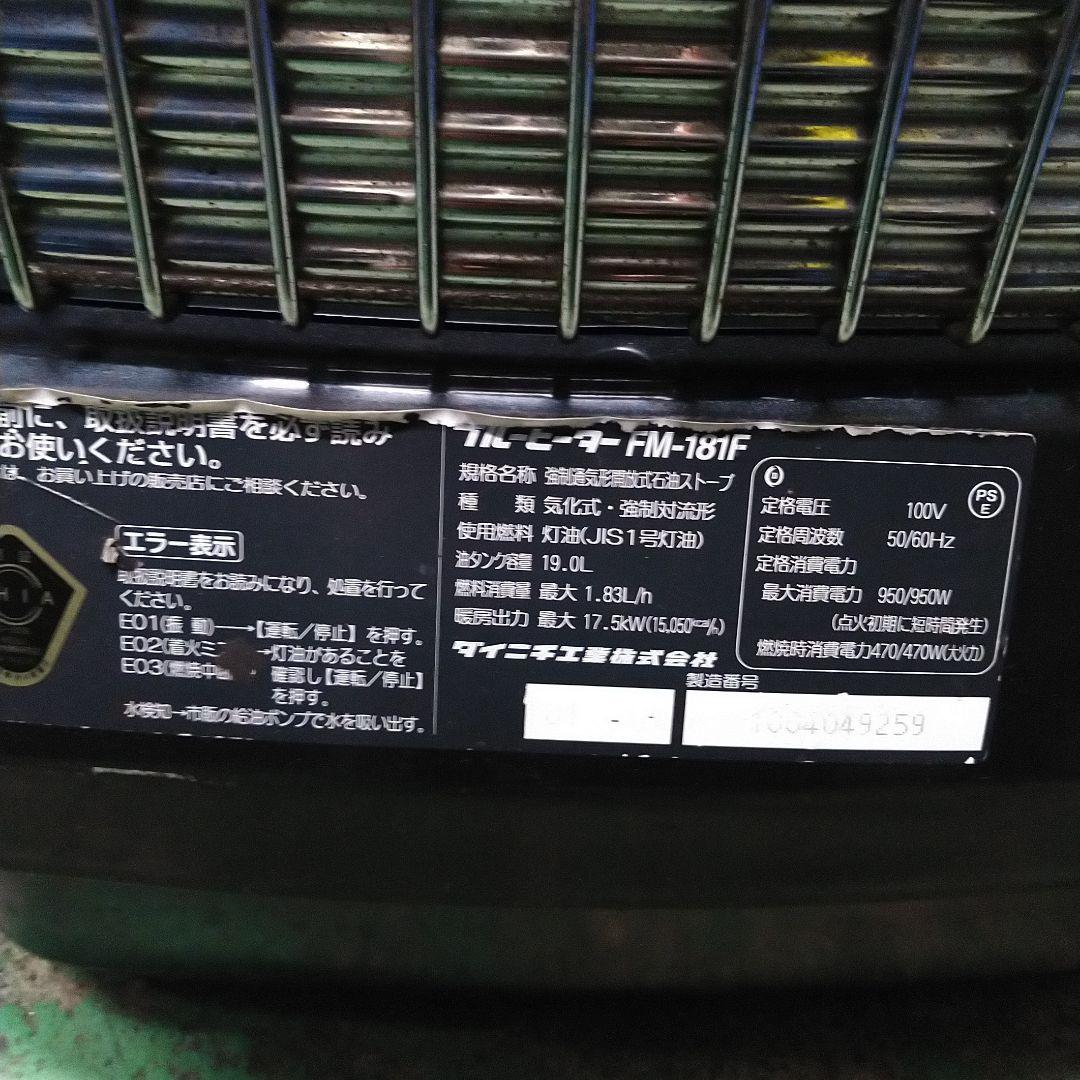 前に、取扱説明書を必ず読み
お使いください。
は、お買い上げの販売店にご相談ください。
HIA
エラー表示
取扱説明書をお読みになり、処置を行って
ください。
E01(振 動)→【運転/停止】を押す。
E02(着火ミ →灯油があることを
E03(燃焼中 確認し【運転/停止】
を押す。
水検知→市販の給油ポンプで水を吸い出す。
ブルーヒーター FM-181F
規格名称 強制通気形開放式石油ストーブ
種 類 気化式・強制対流形
使用燃料 灯油(JIS1号灯油)
油タンク容量 19.0L
燃料消費量 最大 1.83L/h
暖房出力 最大 17.5kW(15,050kcal/h)
ダイニチ工業株式会社
PS
E
定格電圧 100V
定格周波数 50/60Hz
定格消費電力
最大消費電力 950/950W
(点火初期に短時間発生)
燃焼時消費電力470/470W(大火力)
製造番号
1004049259